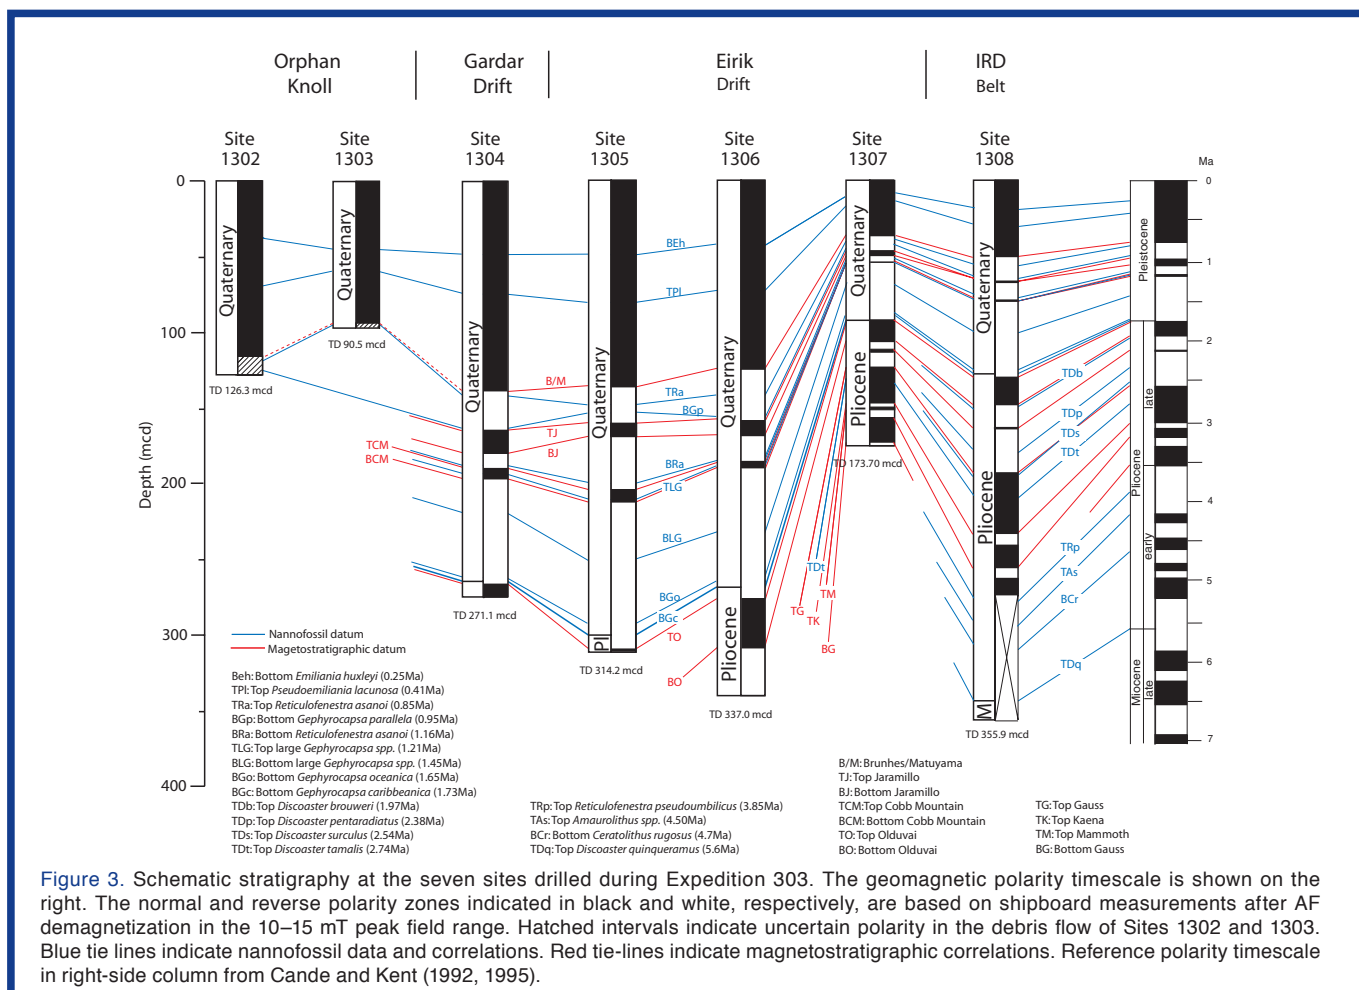 Orphan
Knoll
Gardar
Drift
Eirik
Drift
IRD
Belt
Site
1302
Site
1303
Site
1304
Site
1305
Site
1306
Site
1307
Site
1308
Ma
0
100
200
300
400
Depth (mcd)
Quaternary
TD 126.3 mcd
Quaternary
TD 90.5 mcd
Quaternary
TD 271.1 mcd
Quaternary
Pl
TD 314.2 mcd
Quaternary
Pliocene
TD 337.0 mcd
Quaternary
Pliocene
TD 173.70 mcd
Quaternary
Pliocene
M
TD 355.9 mcd
Pleistocene
Pliocene
late
early
Miocene
late
0
1
2
3
4
5
6
7
BEh
TPl
B/M
TRa
BGp
TJ
BJ
TCM
BCM
BRa
TLG
BLG
BGo
BGc
TO
BO
TDt
TG
TM
TK
BG
TDb
TDp
TDs
TDt
TRp
TAs
BCr
TDq
Nannofossil datum
Magetostratigraphic datum
Beh: Bottom Emiliania huxleyi (0.25Ma)
TPl: Top Pseudoemiliania lacunosa (0.41Ma)
TRa: Top Reticulofenestra asanoi (0.85Ma)
BGp: Bottom Gephyrocapsa parallela (0.95Ma)
BRa: Bottom Reticulofenestra asanoi (1.16Ma)
TLG: Top large Gephyrocapsa spp. (1.21Ma)
BLG: Bottom large Gephyrocapsa spp. (1.45Ma)
BGo: Bottom Gephyrocapsa oceanica (1.65Ma)
BGc: Bottom Gephyrocapsa caribbeanica (1.73Ma)
TDb: Top Discoaster brouweri (1.97Ma)
TDp: Top Discoaster pentaradiatus (2.38Ma)
TDs: Top Discoaster surculus (2.54Ma)
TDt: Top Discoaster tamalis (2.74Ma)
TRp: Top Reticulofenestra pseudoumbilicus (3.85Ma)
TAs: Top Amaurolithus spp. (4.50Ma)
BCr: Bottom Ceratolithus rugosus (4.7Ma)
TDq: Top Discoaster quinqueramus (5.6Ma)
B/M: Brunhes/Matuyama
TJ: Top Jaramillo
BJ: Bottom Jaramillo
TCM: Top Cobb Mountain
BCM: Bottom Cobb Mountain
TO: Top Olduvai
BO: Bottom Olduvai
TG: Top Gauss
TK: Top Kaena
TM: Top Mammoth
BG: Bottom Gauss
Figure 3. Schematic stratigraphy at the seven sites drilled during Expedition 303. The geomagnetic polarity timescale is shown on the
right. The normal and reverse polarity zones indicated in black and white, respectively, are based on shipboard measurements after AF
demagnetization in the 10–15 mT peak field range. Hatched intervals indicate uncertain polarity in the debris flow of Sites 1302 and 1303.
Blue tie lines indicate nannofossil data and correlations. Red tie-lines indicate magnetostratigraphic correlations. Reference polarity timescale
in right-side column from Cande and Kent (1992, 1995).